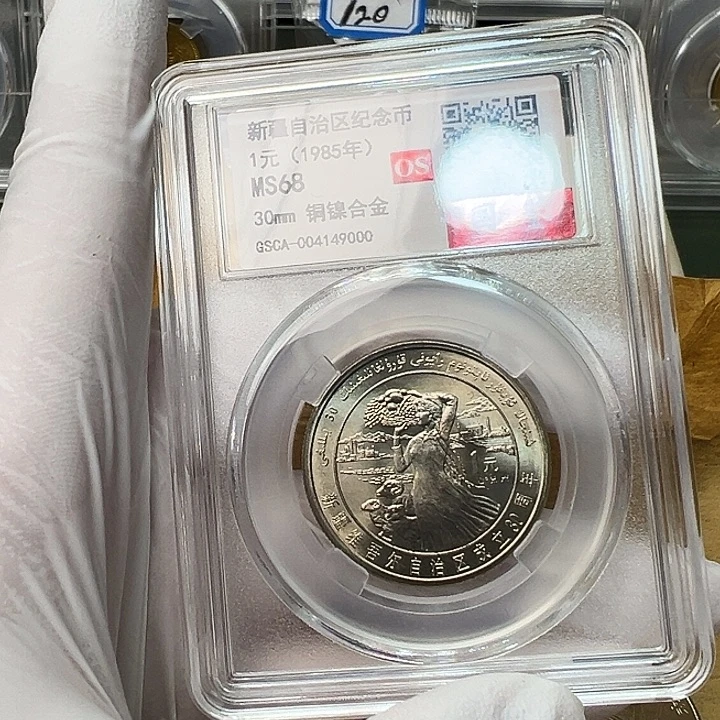 120
新疆自治区纪念币
1元（1985年）
MS68
OS
30mm 铜镍合金
GSCA-004149000
1元
新疆维吾尔自治区成立30周年